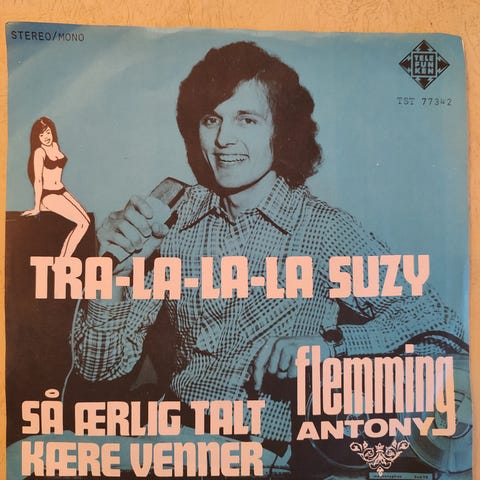 STEREO/MONO
TELE
FUN
KEN
TST 77342
TRA-LA-LA-LA SUZY
flemming
ANTONY
SÅ ÆRLIG TALT
KÆRE VENNER